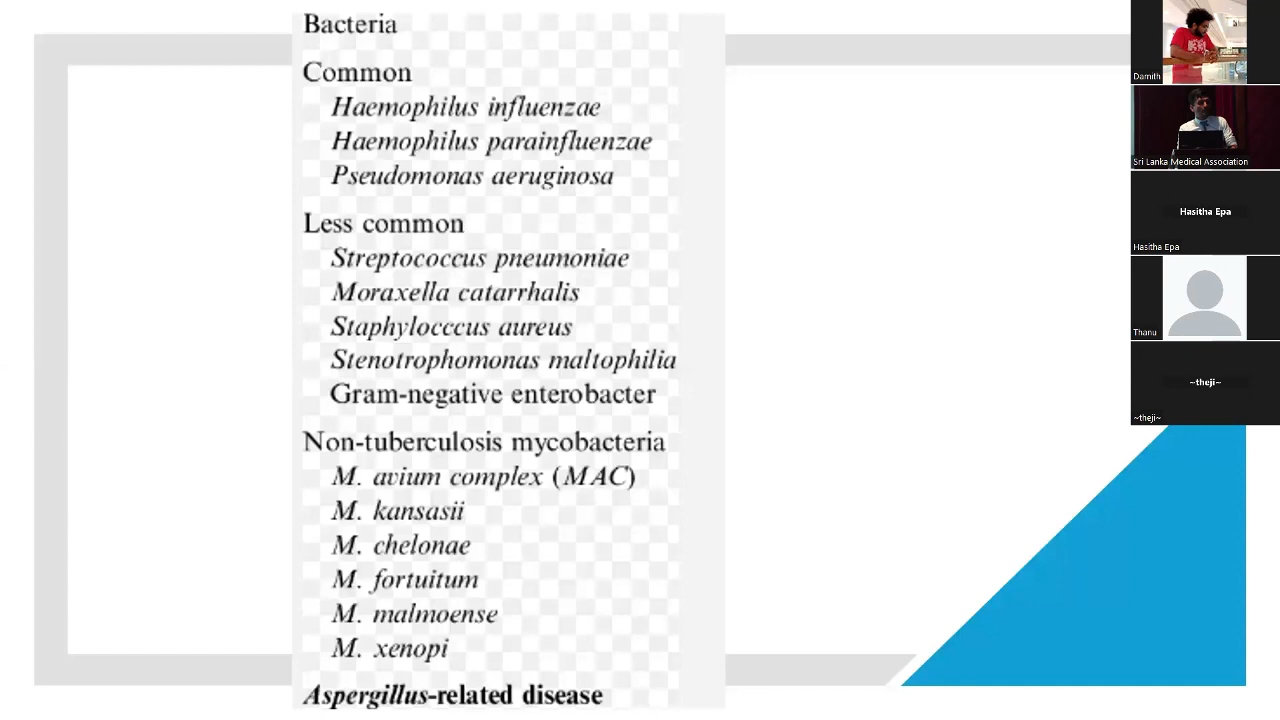 Bacteria
Common
Haemophilus influenzae
Haemophilus parainfluenzae
Pseudomonas aeruginosa
Less common
Streptococcus pneumoniae
Moraxella catarrhalis
Staphylocccus aureus
Stenotrophomonas maltophilia
Gram-negative enterobacter
Non-tuberculosis mycobacteria
M. avium complex (MAC)
M. kansasii
M. chelonae
M. fortuitum
M. malmoense
M. xenopi
Aspergillus-related disease
Damith
Sri Lanka Medical Association
Hasitha Epa
Hasitha Epa
Thanu
~theji~
~theji~